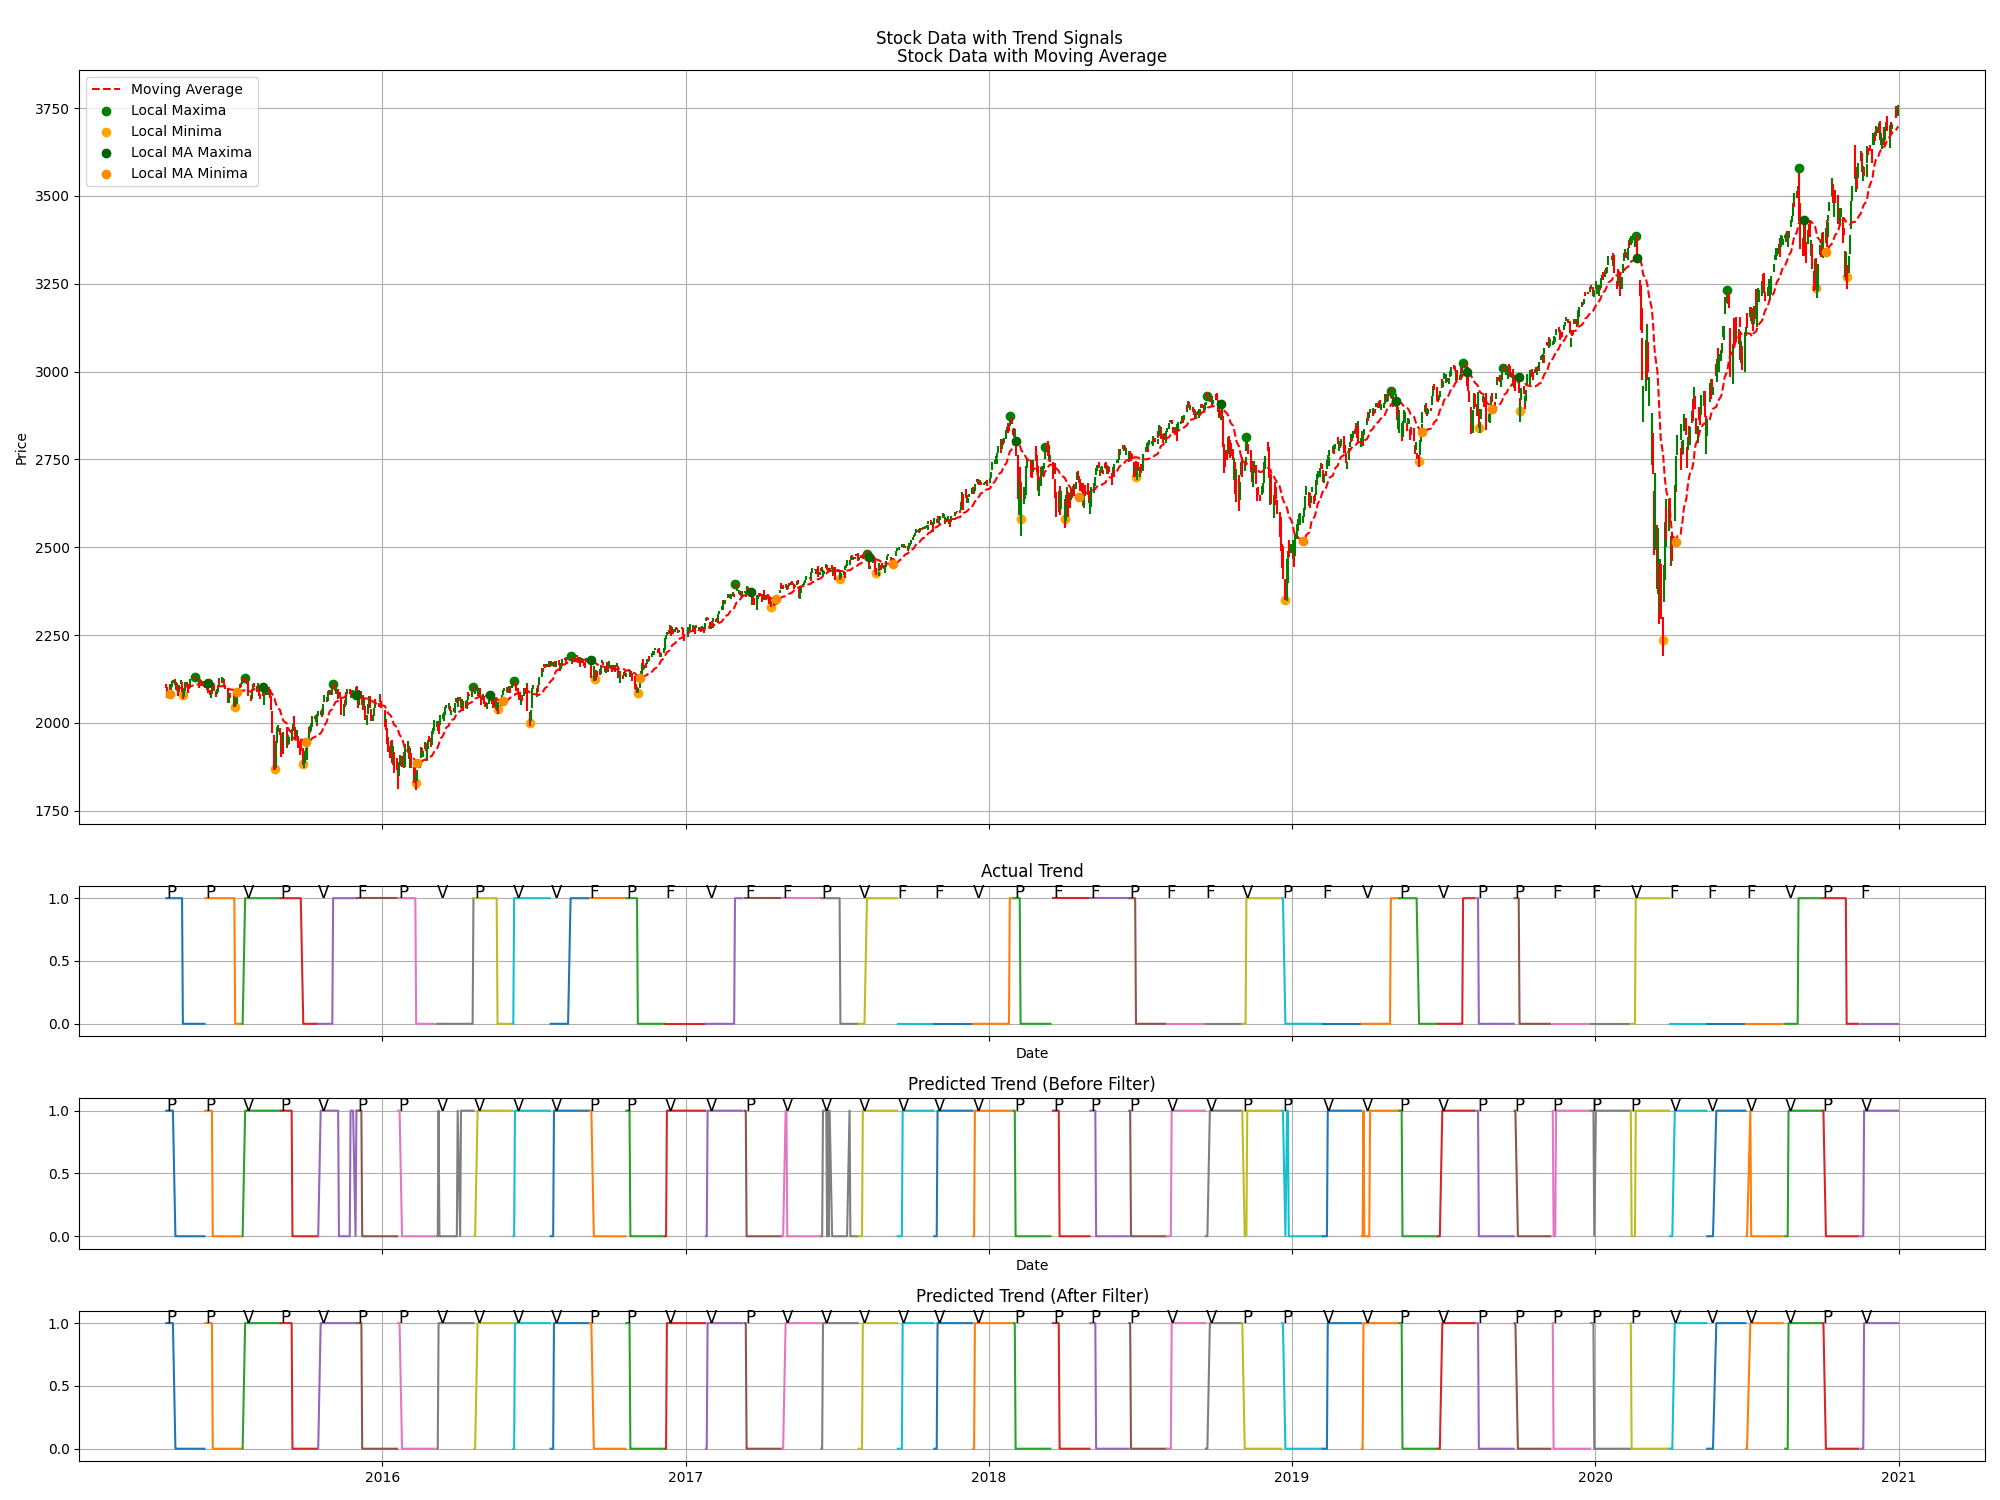 Stock Data with Trend Signals
Stock Data with Moving Average
Moving Average
Local Maxima
Local Minima
Local MA Maxima
Local MA Minima
Price
3750
3500
3250
3000
2750
2500
2250
2000
1750
Actual Trend
P P V P V F P V P V V F P F V F F P V F F V P F F P F F V P F V P V P P F F V F F F V P F
1.0
0.5
0.0
Date
Predicted Trend (Before Filter)
P P V P V P P V V V V P P V V P V V V V V V P P P P V V P P V V P V P P P P P V V V V P V
1.0
0.5
0.0
Date
Predicted Trend (After Filter)
P P V P V P P V V V V P P V V P V V V V V V P P P P V V P P V V P V P P P P P V V V V P V
1.0
0.5
0.0
2016 2017 2018 2019 2020 2021